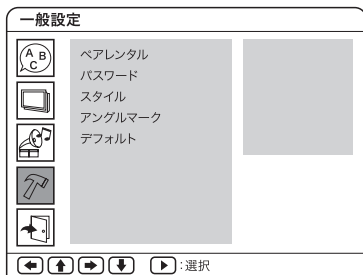 一般設定
A B C
ペアレンタル
パスワード
スタイル
アングルマーク
デフォルト
:選択